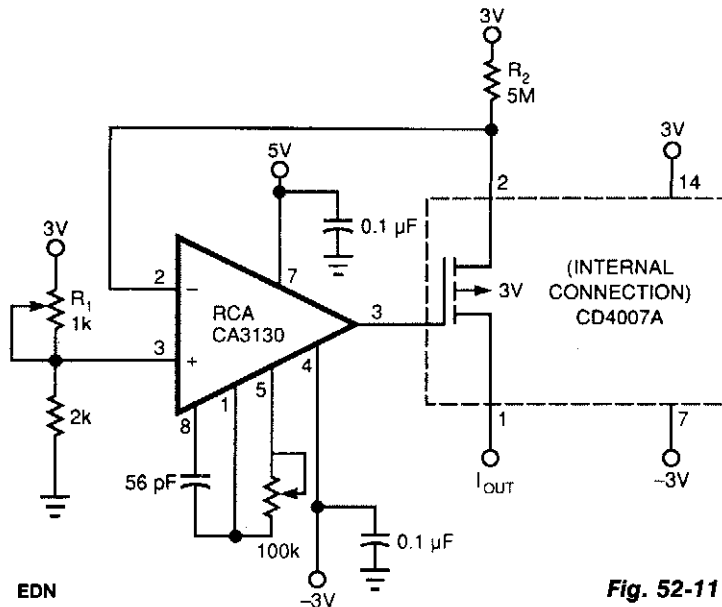 3V
R2
5M
5V
3V
2
14
0.1 µF
3V
7
2
−
R1
1k
RCA
CA3130
3
3V
(INTERNAL
CONNECTION)
CD4007A
3
+
4
5
1
8
2k
1
7
56 pF
IOUT
−3V
100k
0.1 µF
−3V
EDN
Fig. 52-11